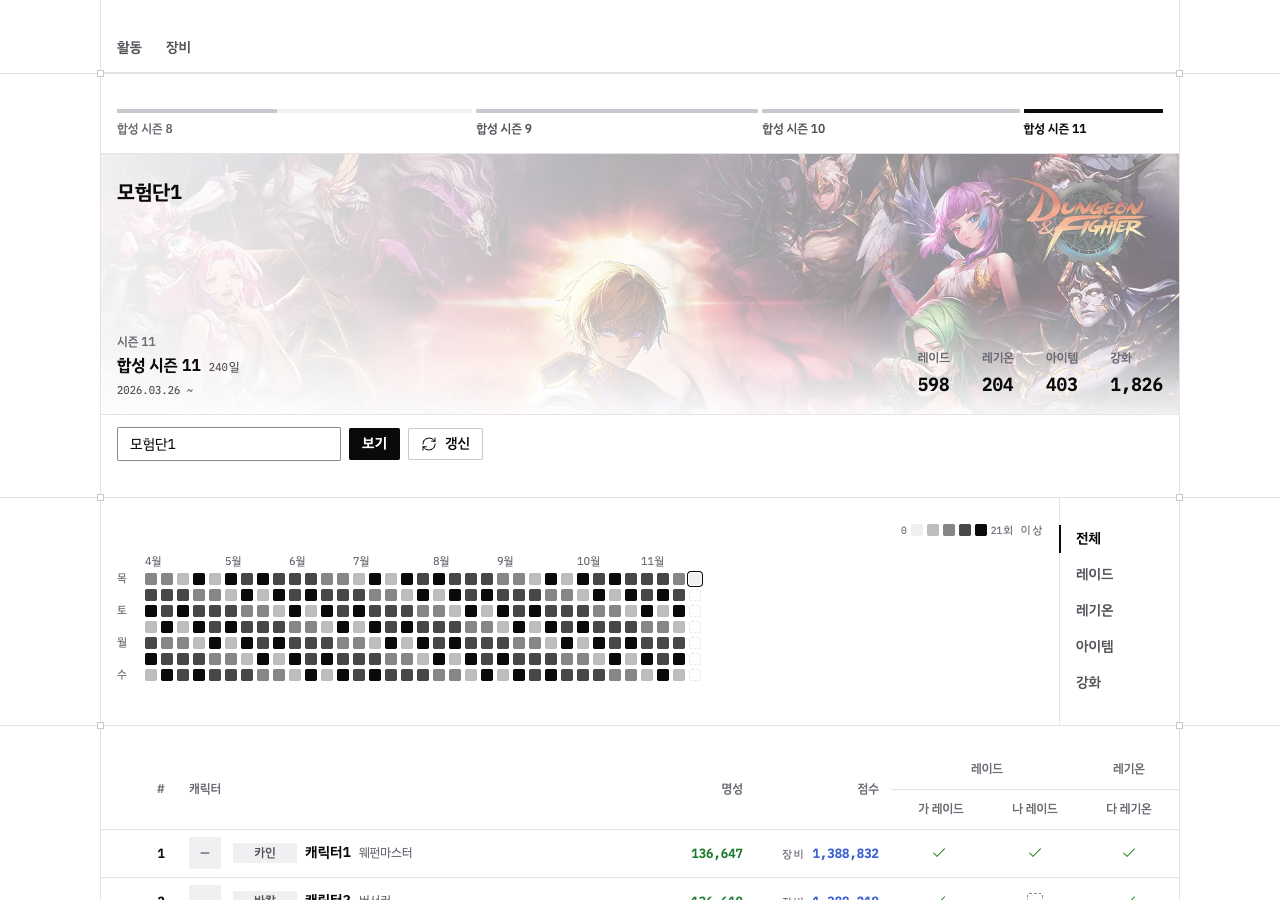 활동 장비
합성 시즌 8 합성 시즌 9 합성 시즌 10 합성 시즌 11
모험단1
DUNGEON
& FIGHTER
시즌 11
합성 시즌 11 240일
2026.03.26 ~
레이드 레기온 아이템 강화
598 204 403 1,826
모험단1 보기 갱신
0 21회 이상
4월 5월 6월 7월 8월 9월 10월 11월
목
토
월
수
전체
레이드
레기온
아이템
강화
레이드 레기온
# 캐릭터 명성 점수
가 레이드 나 레이드 다 레기온
1 — 카인 캐릭터1 웨펀마스터 136,647 장비 1,388,832